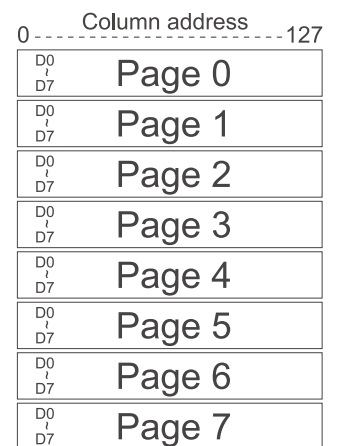 Column address
0 127
D0
~
D7
Page 0
D0
~
D7
Page 1
D0
~
D7
Page 2
D0
~
D7
Page 3
D0
~
D7
Page 4
D0
~
D7
Page 5
D0
~
D7
Page 6
D0
~
D7
Page 7